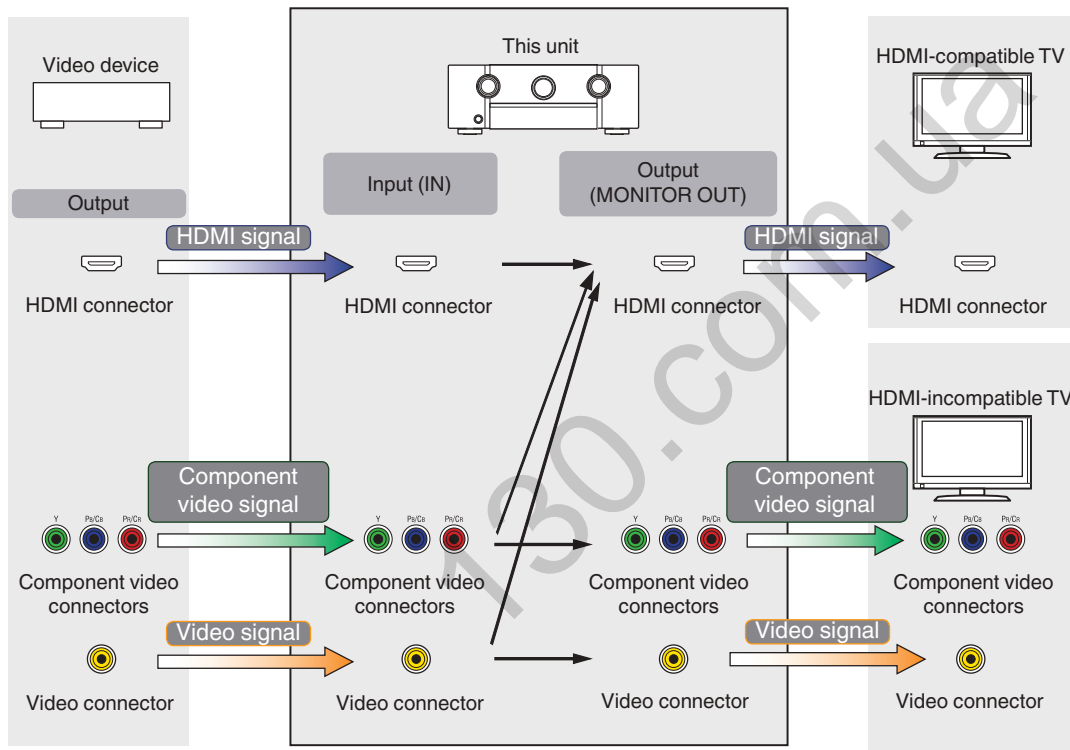 Video device
This unit
HDMI-compatible TV
Output
Input (IN)
Output
(MONITOR OUT)
HDMI signal
HDMI signal
HDMI connector
HDMI connector
HDMI connector
HDMI connector
HDMI-incompatible TV
Component
video signal
Component
video signal
Y PB/CB PR/CR
Y PB/CB PR/CR
Y PB/CB PR/CR
Y PB/CB PR/CR
Component video
connectors
Component video
connectors
Component video
connectors
Component video
connectors
Video signal
Video signal
Video connector
Video connector
Video connector
Video connector
130.com.ua